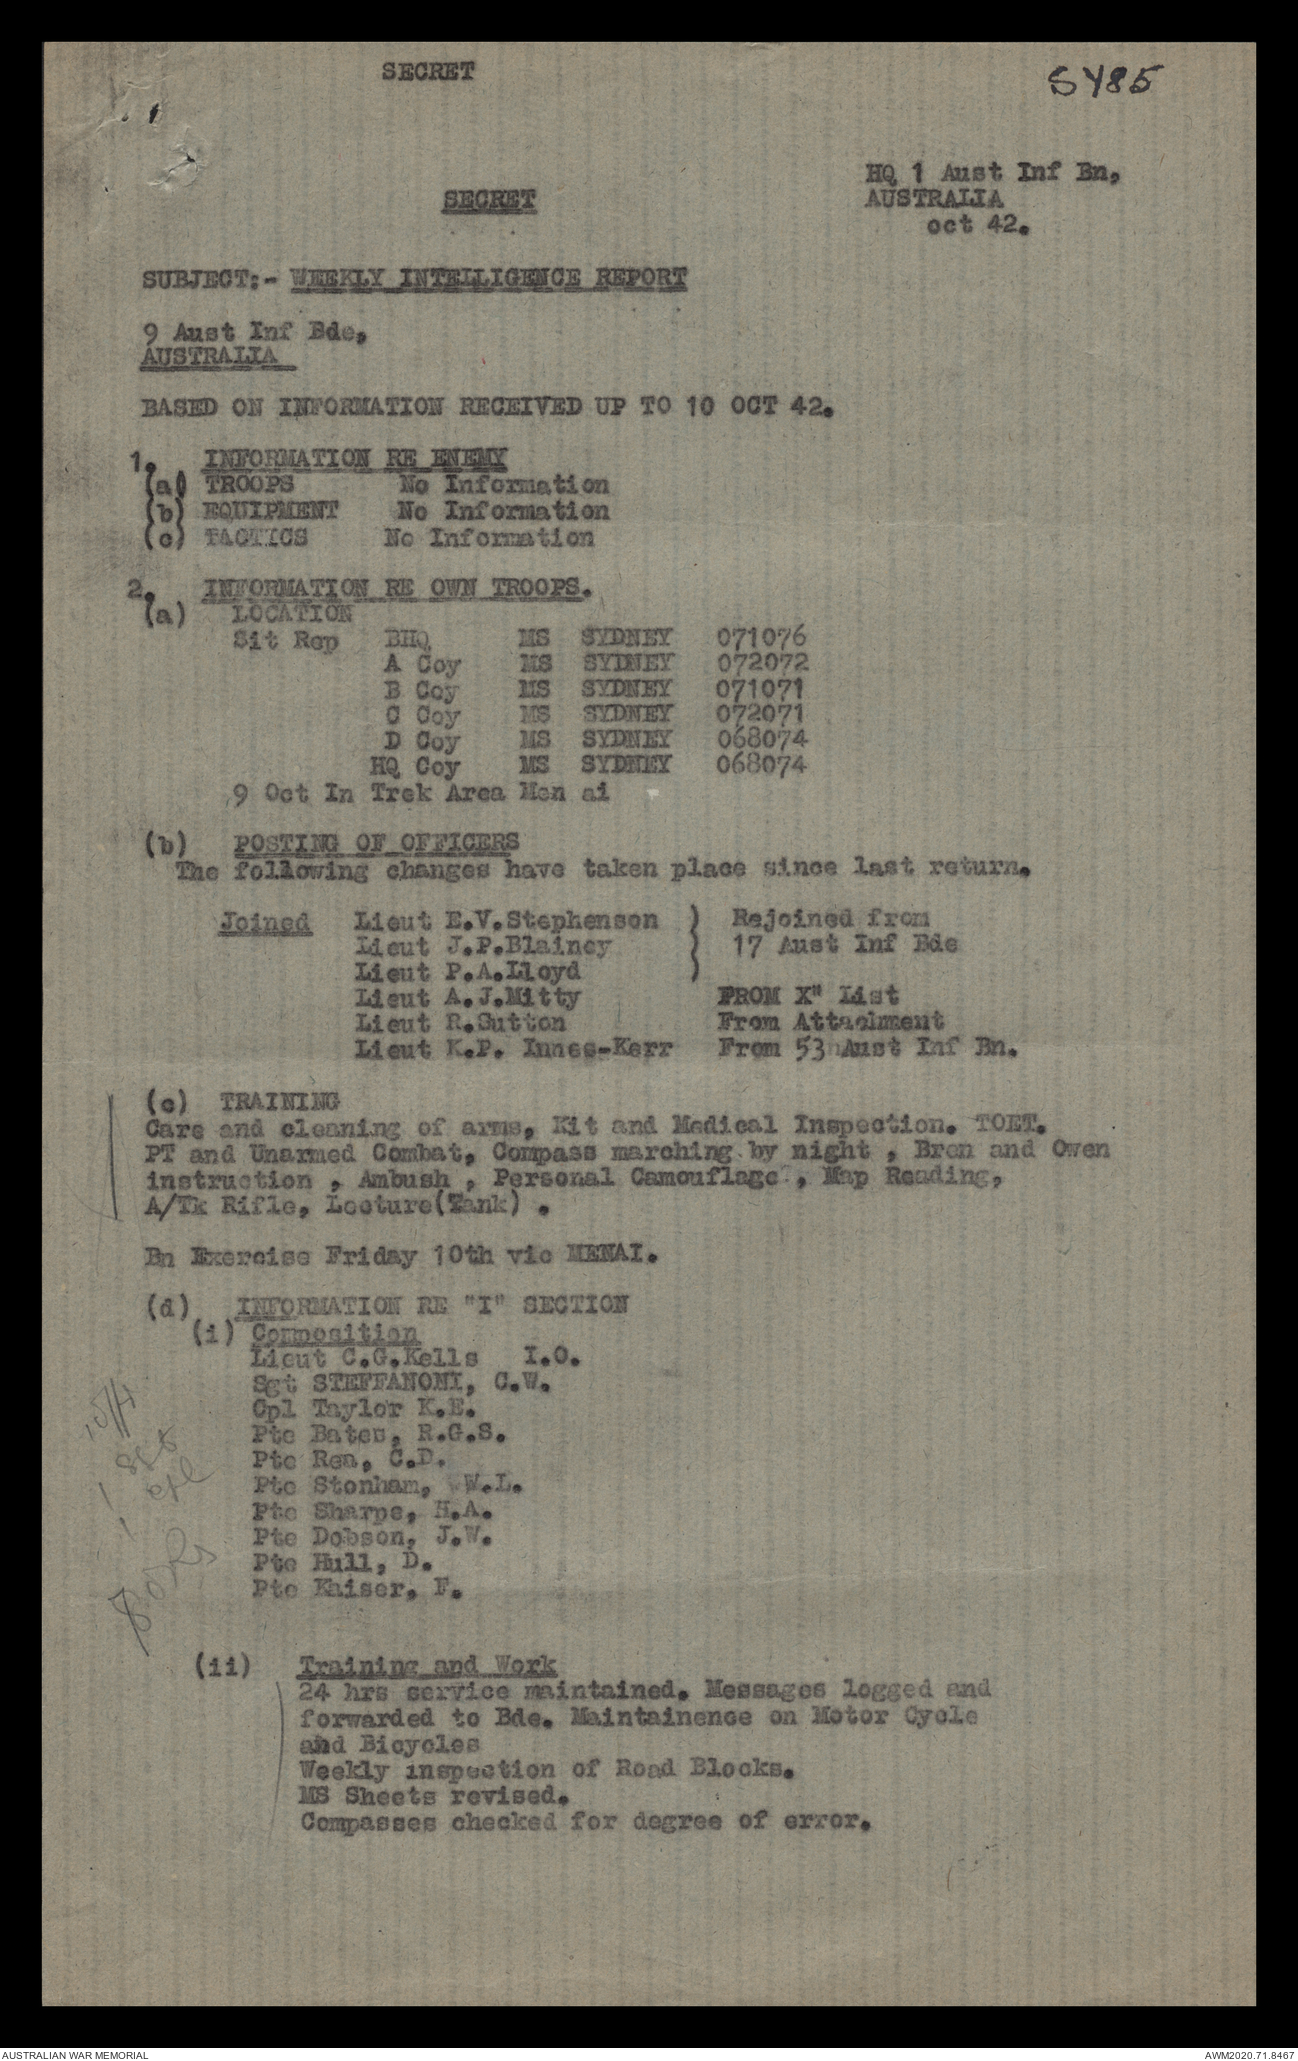 SECRET
SY85
HQ 1 Aust Inf Bn,
AUSTRALIA
oct 42.
SECRET
SUBJECT:- WEEKLY INTELLIGENCE REPORT
9 Aust Inf Bde,
AUSTRALIA
BASED ON INFORMATION RECEIVED UP TO 10 OCT 42.
1. INFORMATION RE ENEMY
(a) TROOPS No Information
(b) EQUIPMENT No Information
(c) TACTICS No Information
2. INFORMATION RE OWN TROOPS.
(a) LOCATION
Sit Rep BHQ MS SYDNEY 071076
A Coy MS SYDNEY 072072
B Coy MS SYDNEY 071071
C Coy MS SYDNEY 072071
D Coy MS SYDNEY 068074
HQ Coy MS SYDNEY 068074
9 Oct In Trek Area Men ai
(b) POSTING OF OFFICERS
The following changes have taken place since last return.
Joined Lieut E.V.Stephenson ) Rejoined from
Lieut J.P.Blainey ) 17 Aust Inf Bde
Lieut P.A.Lloyd )
Lieut A.J.Mitty FROM X" List
Lieut R.Sutton From Attachment
Lieut K.P. Innes-Kerr From 53 Aust Inf Bn.
(c) TRAINING
Care and cleaning of arms, Kit and Medical Inspection. TOET.
PT and Unarmed Combat, Compass marching by night , Bren and Owen
instruction , Ambush , Personal Camouflage , Map Reading,
A/Tk Rifle, Lecture(Tank) .
Bn Exercise Friday 10th vic MENAI.
(d) INFORMATION RE "I" SECTION
(i) Composition
Lieut C.G.Kells I.O.
Sgt STEFFANONI, C.W.
Cpl Taylor K.E.
Pte Bates, R.G.S.
Pte Ren, C.D.
Pte Stonham, W.L.
Pte Sharpe, H.A.
Pte Dobson, J.W.
Pte Hull, D.
Pte Kaiser, F.
1 Sgt
1 cpl
8 ORs
(ii) Training and Work
24 hrs service maintained. Messages logged and
forwarded to Bde. Maintainence on Motor Cycle
and Bicycles
Weekly inspection of Road Blocks.
MS Sheets revised.
Compasses checked for degree of error.
AUSTRALIAN WAR MEMORIAL
AWM2020.71.8467